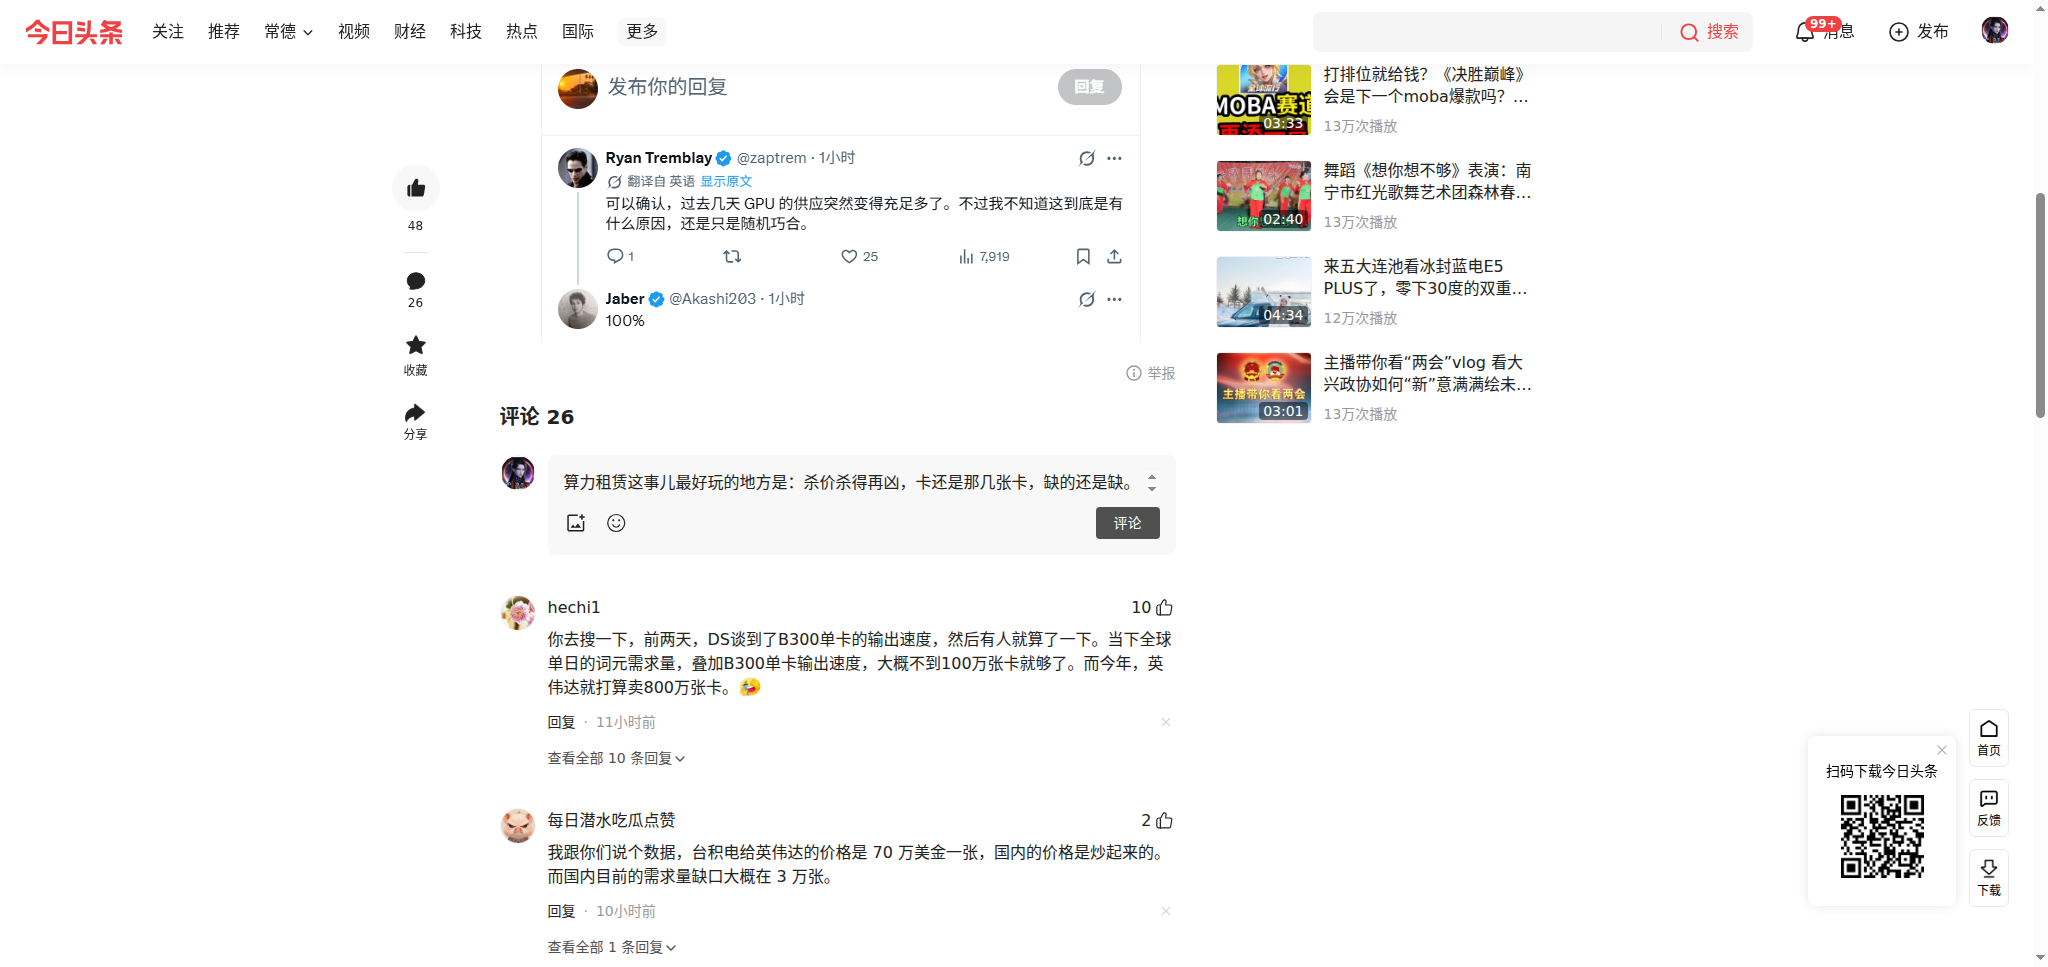 今日头条
关注 推荐 常德 视频 财经 科技 热点 国际 更多
搜索
99+
消息
发布
发布你的回复
回复
Ryan Tremblay @zaptrem · 1小时
翻译自 英语 显示原文
可以确认，过去几天 GPU 的供应突然变得充足多了。不过我不知道这到底是有
什么原因，还是只是随机巧合。
1 25 7,919
Jaber @Akashi203 · 1小时
100%
举报
48
26
收藏
分享
评论 26
算力租赁这事儿最好玩的地方是：杀价杀得再凶，卡还是那几张卡，缺的还是缺。
评论
hechi1
10
你去搜一下，前两天，DS谈到了B300单卡的输出速度，然后有人就算了一下。当下全球
单日的词元需求量，叠加B300单卡输出速度，大概不到100万张卡就够了。而今年，英
伟达就打算卖800万张卡。
回复 · 11小时前
查看全部 10 条回复
每日潜水吃瓜点赞
2
我跟你们说个数据，台积电给英伟达的价格是 70 万美金一张，国内的价格是炒起来的。
而国内目前的需求量缺口大概在 3 万张。
回复 · 10小时前
查看全部 1 条回复
MOBA赛道
03:33
打排位就给钱？《决胜巅峰》
会是下一个moba爆款吗？…
13万次播放
想你
02:40
舞蹈《想你想不够》表演：南
宁市红光歌舞艺术团森林春…
13万次播放
04:34
来五大连池看冰封蓝电E5
PLUS了，零下30度的双重…
12万次播放
主播带你看两会
03:01
主播带你看“两会”vlog 看大
兴政协如何“新”意满满绘未…
13万次播放
扫码下载今日头条
首页
反馈
下载